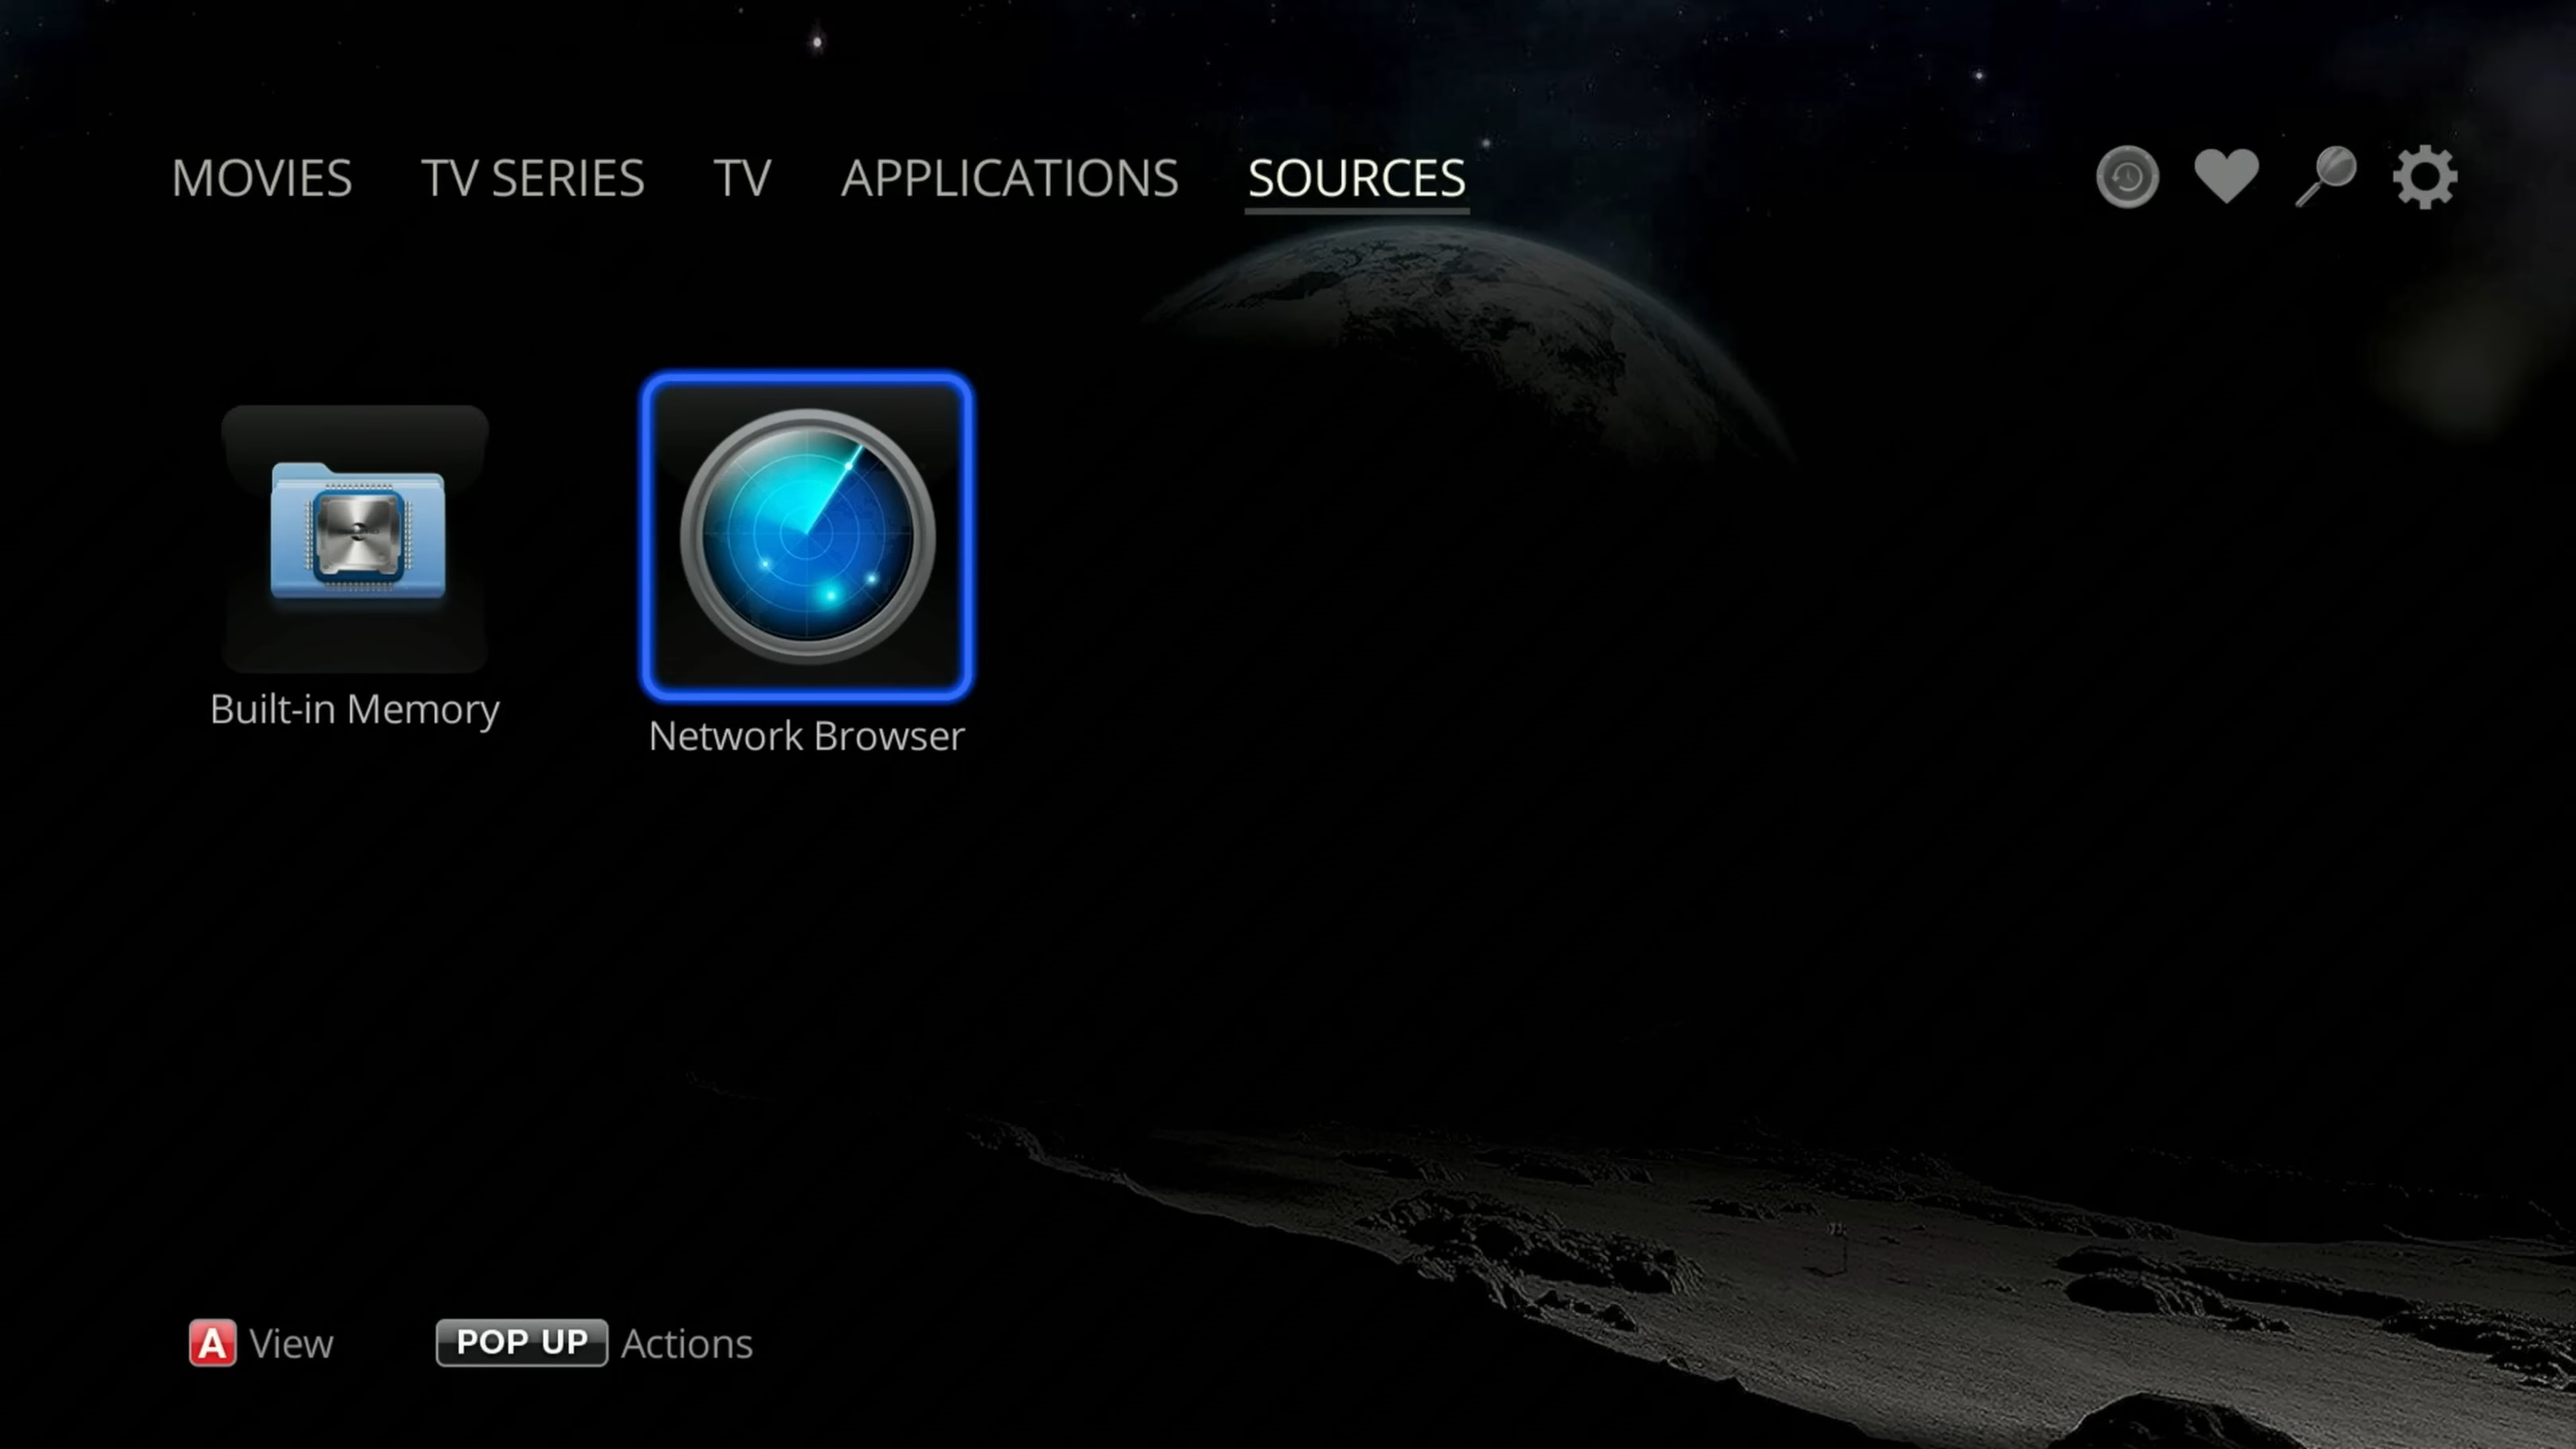 MOVIES TV SERIES TV APPLICATIONS SOURCES
Built-in Memory
Network Browser
A View POP UP Actions